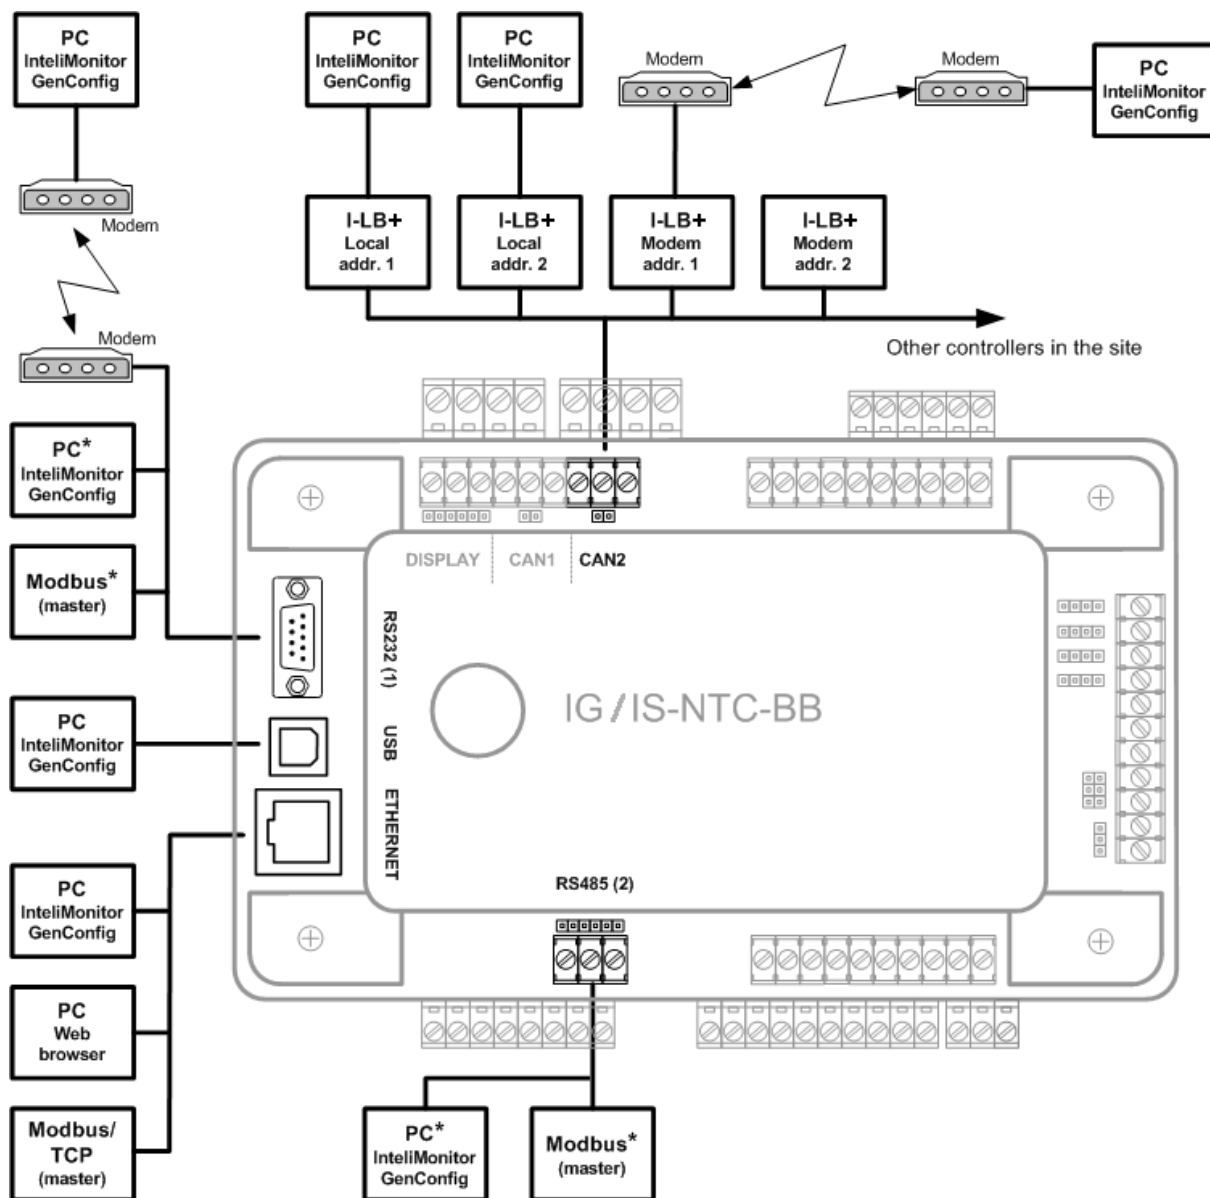 PC
InteliMonitor
GenConfig
PC
InteliMonitor
GenConfig
PC
InteliMonitor
GenConfig
Modem
Modem
PC
InteliMonitor
GenConfig
Modem
I-LB+
Local
addr. 1
I-LB+
Local
addr. 2
I-LB+
Modem
addr. 1
I-LB+
Modem
addr. 2
Modem
Other controllers in the site
PC*
InteliMonitor
GenConfig
Modbus*
(master)
DISPLAY
CAN1
CAN2
RS232 (1)
IG/IS-NTC-BB
PC
InteliMonitor
GenConfig
USB
ETHERNET
PC
InteliMonitor
GenConfig
RS485 (2)
PC
Web
browser
Modbus/
TCP
(master)
PC*
InteliMonitor
GenConfig
Modbus*
(master)